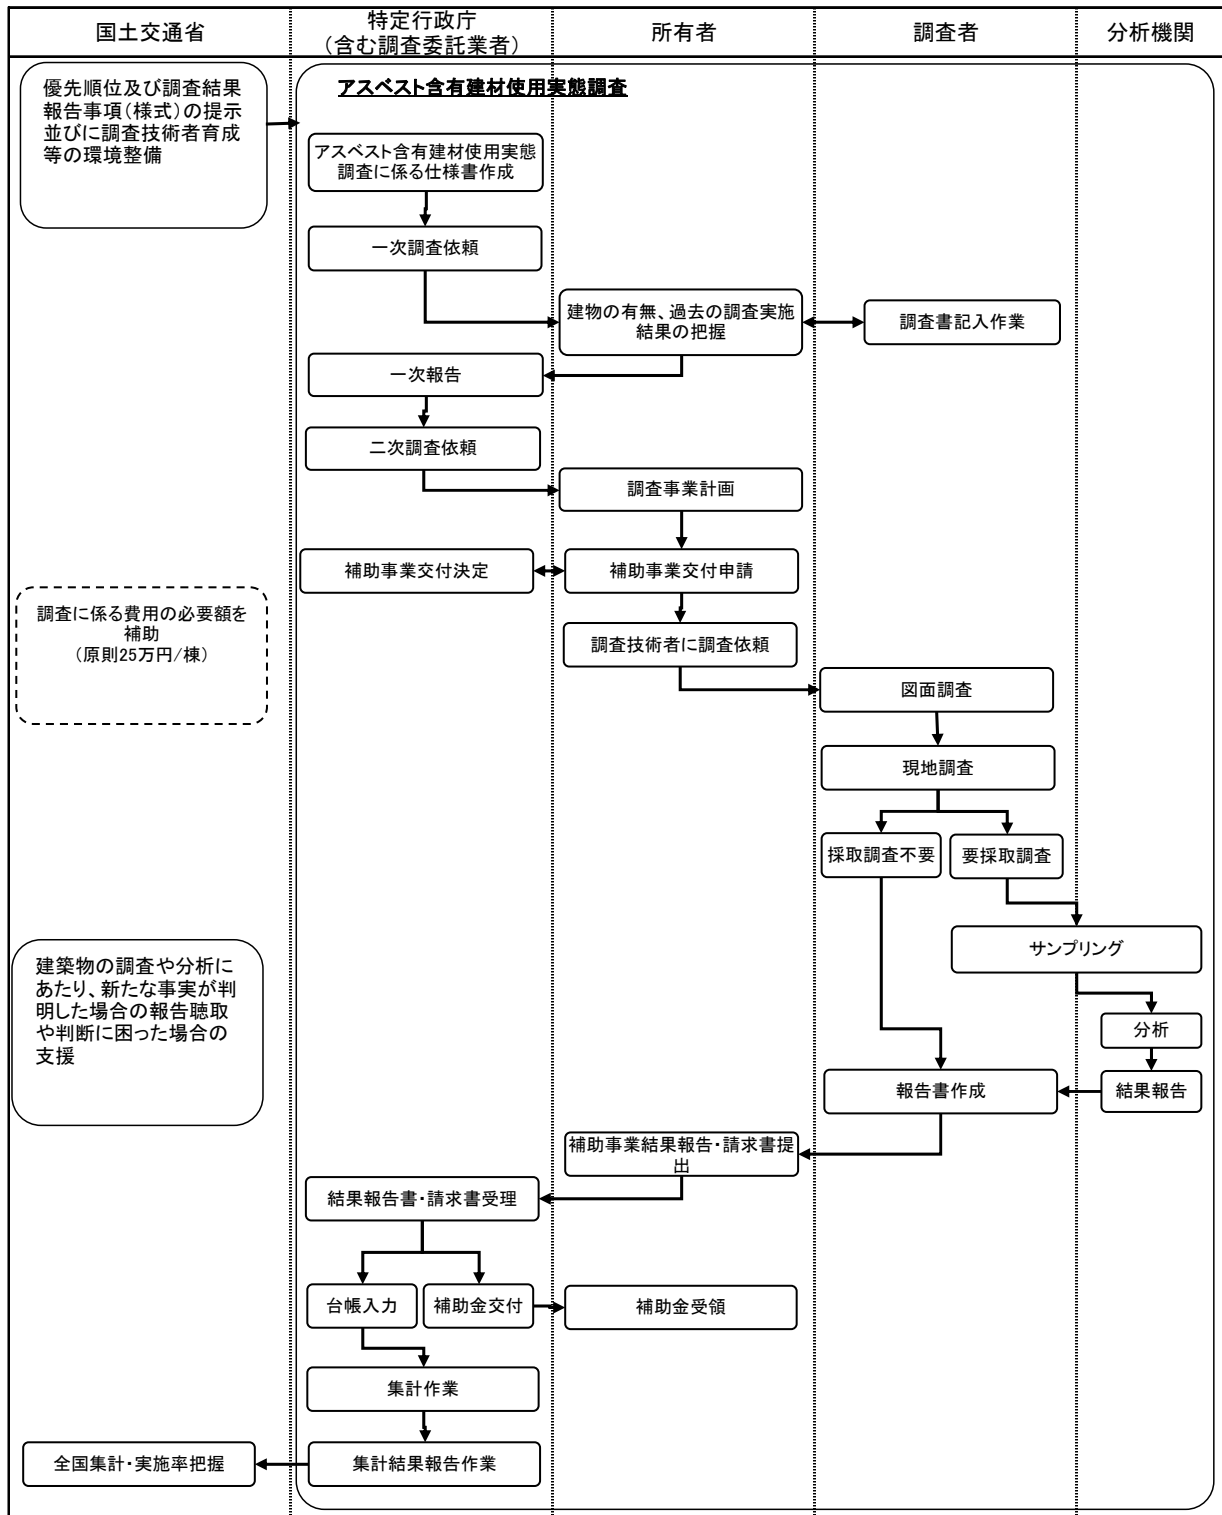 国土交通省
特定行政庁
（含む調査委託業者）
所有者
調査者
分析機関
優先順位及び調査結果
報告事項（様式）の提示
並びに調査技術者育成
等の環境整備
アスベスト含有建材使用実態調査
アスベスト含有建材使用実態
調査に係る仕様書作成
一次調査依頼
建物の有無、過去の調査実施
結果の把握
調査書記入作業
一次報告
二次調査依頼
調査事業計画
補助事業交付決定
補助事業交付申請
調査に係る費用の必要額を
補助
（原則25万円/棟）
調査技術者に調査依頼
図面調査
現地調査
採取調査不要
要採取調査
サンプリング
建築物の調査や分析に
あたり、新たな事実が判
明した場合の報告聴取
や判断に困った場合の
支援
分析
報告書作成
結果報告
補助事業結果報告・請求書提
出
結果報告書・請求書受理
台帳入力
補助金交付
補助金受領
集計作業
全国集計・実施率把握
集計結果報告作業